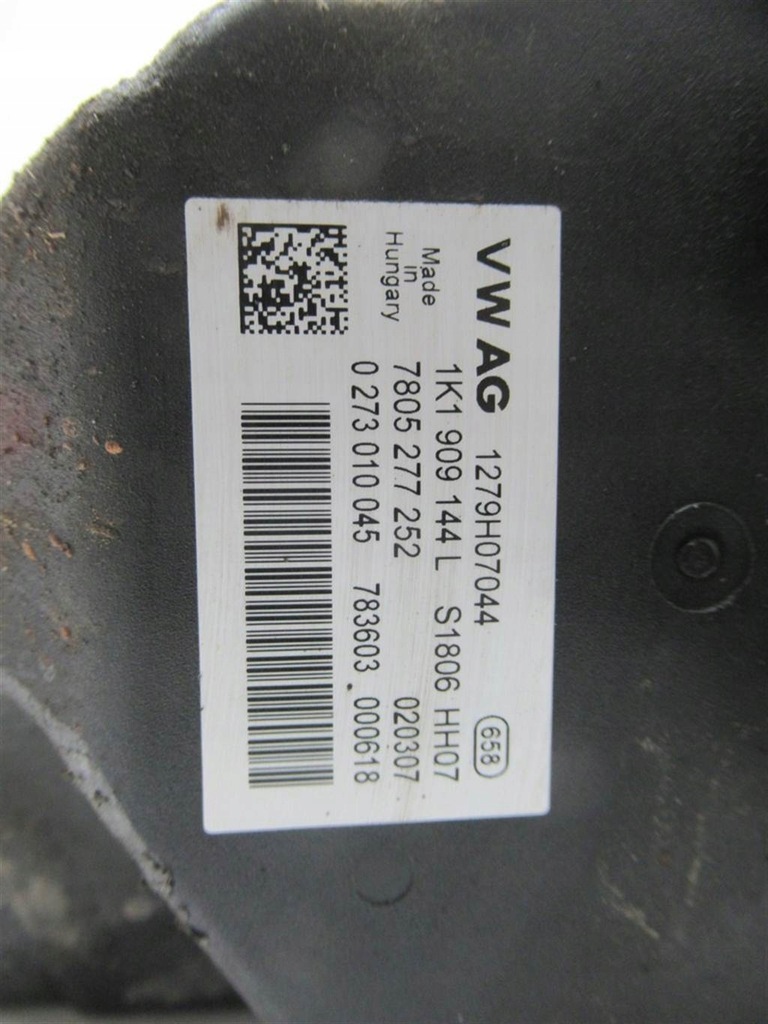 VW AG 1279H07044 658
1K1 909 144 L S1806 HH07
7805 277 252 020307
0 273 010 045 783603 000618
Made
in
Hungary